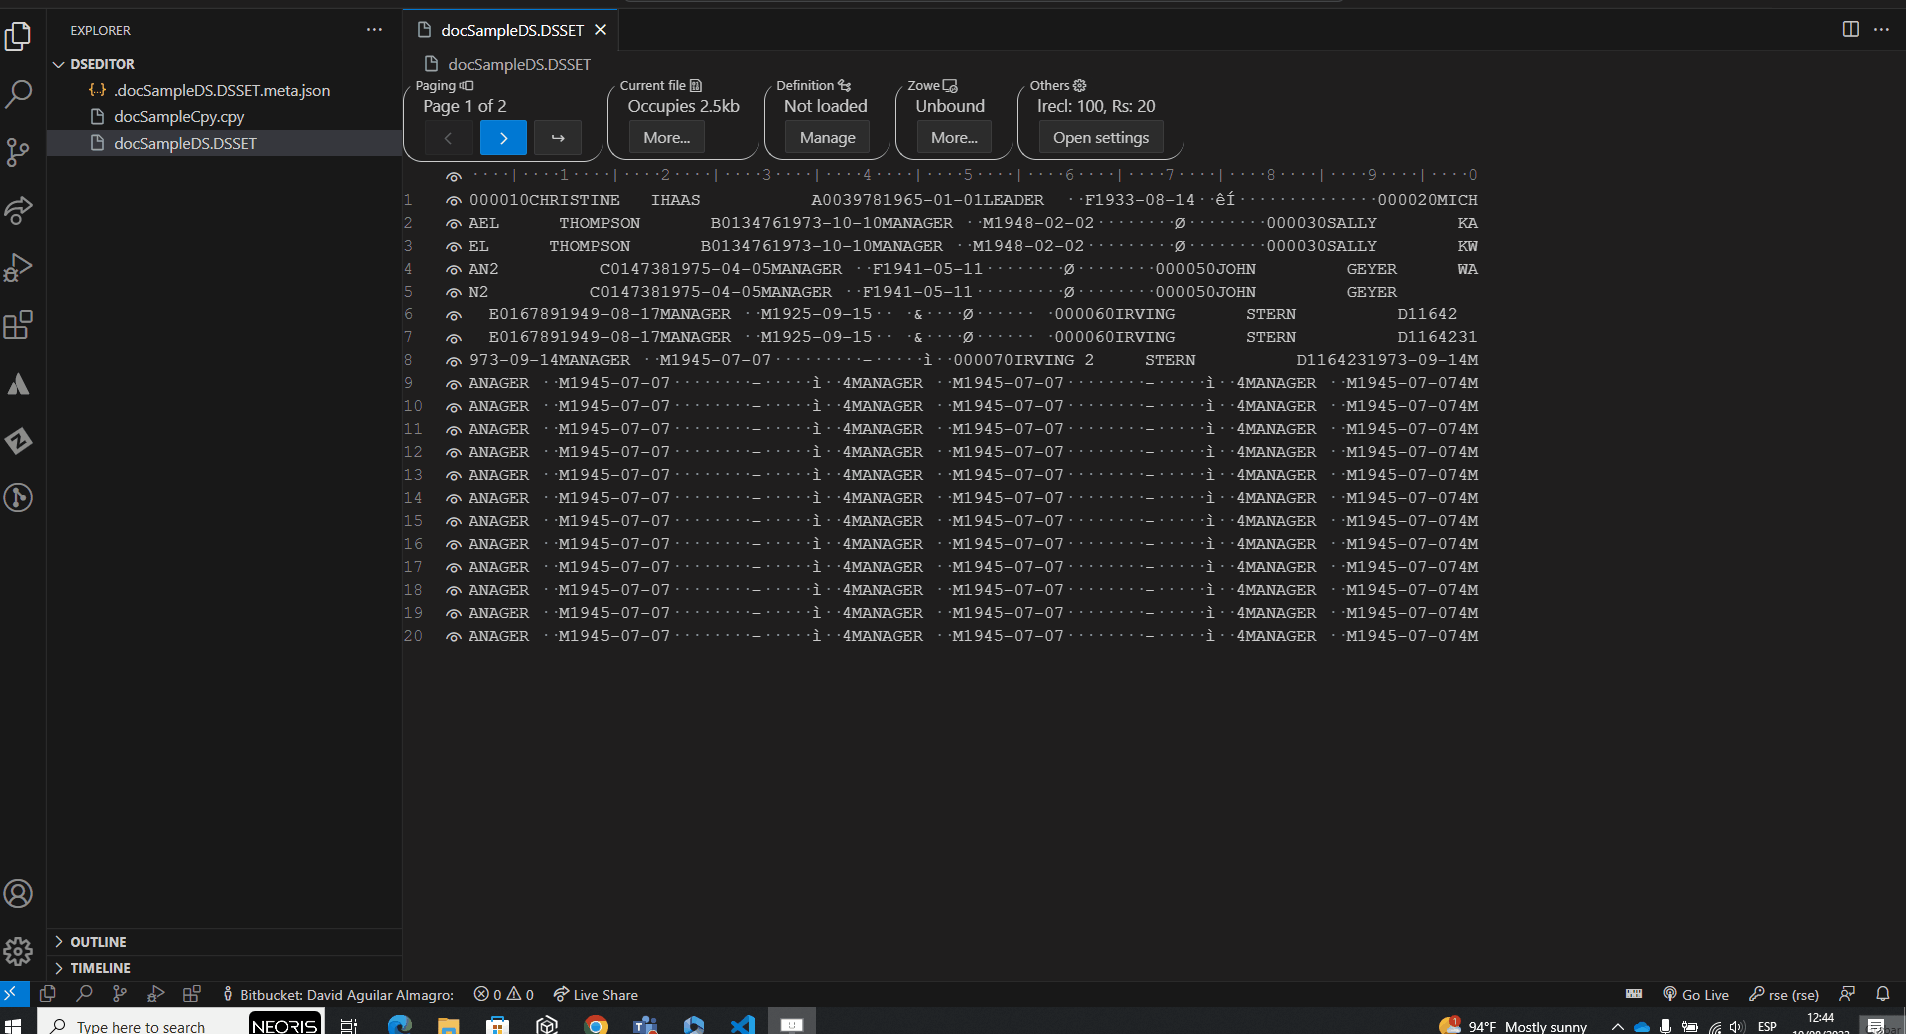 EXPLORER
DSEDITOR
{..} .docSampleDS.DSSET.meta.json
docSampleCpy.cpy
docSampleDS.DSSET
OUTLINE
TIMELINE
docSampleDS.DSSET
docSampleDS.DSSET
Paging
Page 1 of 2
Current file
Occupies 2.5kb
More...
Definition
Not loaded
Manage
Zowe
Unbound
More...
Others
lrecl: 100, Rs: 20
Open settings
····|····1····|····2····|····3····|····4····|····5····|····6····|····7····|····8····|····9····|····0
1 000010CHRISTINE   IHAAS           A0039781965-01-01LEADER  ··F1933-08-14··êÍ··············000020MICH
2 AEL      THOMPSON       B0134761973-10-10MANAGER ··M1948-02-02········Ø········000030SALLY        KA
3 EL      THOMPSON       B0134761973-10-10MANAGER ··M1948-02-02·········Ø········000030SALLY        KW
4 AN2          C0147381975-04-05MANAGER ··F1941-05-11········Ø········000050JOHN         GEYER      WA
5 N2          C0147381975-04-05MANAGER ··F1941-05-11·········Ø········000050JOHN         GEYER
6   E0167891949-08-17MANAGER ··M1925-09-15·· ·&····Ø······ ·000060IRVING       STERN          D11642
7   E0167891949-08-17MANAGER ··M1925-09-15·· ·&····Ø······ ·000060IRVING       STERN          D1164231
8 973-09-14MANAGER ··M1945-07-07·········–·····ì··000070IRVING 2     STERN          D1164231973-09-14M
9 ANAGER ··M1945-07-07········–·····ì··4MANAGER ··M1945-07-07········–·····ì··4MANAGER ··M1945-07-074M
10 ANAGER ··M1945-07-07········–·····ì··4MANAGER ··M1945-07-07········–·····ì··4MANAGER ··M1945-07-074M
11 ANAGER ··M1945-07-07········–·····ì··4MANAGER ··M1945-07-07········–·····ì··4MANAGER ··M1945-07-074M
12 ANAGER ··M1945-07-07········–·····ì··4MANAGER ··M1945-07-07········–·····ì··4MANAGER ··M1945-07-074M
13 ANAGER ··M1945-07-07········–·····ì··4MANAGER ··M1945-07-07········–·····ì··4MANAGER ··M1945-07-074M
14 ANAGER ··M1945-07-07········–·····ì··4MANAGER ··M1945-07-07········–·····ì··4MANAGER ··M1945-07-074M
15 ANAGER ··M1945-07-07········–·····ì··4MANAGER ··M1945-07-07········–·····ì··4MANAGER ··M1945-07-074M
16 ANAGER ··M1945-07-07········–·····ì··4MANAGER ··M1945-07-07········–·····ì··4MANAGER ··M1945-07-074M
17 ANAGER ··M1945-07-07········–·····ì··4MANAGER ··M1945-07-07········–·····ì··4MANAGER ··M1945-07-074M
18 ANAGER ··M1945-07-07········–·····ì··4MANAGER ··M1945-07-07········–·····ì··4MANAGER ··M1945-07-074M
19 ANAGER ··M1945-07-07········–·····ì··4MANAGER ··M1945-07-07········–·····ì··4MANAGER ··M1945-07-074M
20 ANAGER ··M1945-07-07········–·····ì··4MANAGER ··M1945-07-07········–·····ì··4MANAGER ··M1945-07-074M
Bitbucket: David Aguilar Almagro: 0 0 Live Share Go Live rse (rse)
Type here to search NEORIS 94°F Mostly sunny ESP 12:44